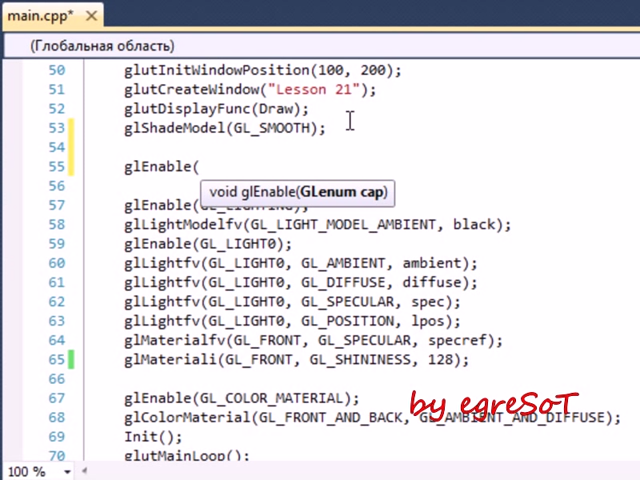 main.cpp*
(Глобальная область)
50 glutInitWindowPosition(100, 200);
51 glutCreateWindow("Lesson 21");
52 glutDisplayFunc(Draw);
53 glShadeModel(GL_SMOOTH);
54
55 glEnable(
56 void glEnable(GLenum cap)
57 glEnable(GL_LIGHTING);
58 glLightModelfv(GL_LIGHT_MODEL_AMBIENT, black);
59 glEnable(GL_LIGHT0);
60 glLightfv(GL_LIGHT0, GL_AMBIENT, ambient);
61 glLightfv(GL_LIGHT0, GL_DIFFUSE, diffuse);
62 glLightfv(GL_LIGHT0, GL_SPECULAR, spec);
63 glLightfv(GL_LIGHT0, GL_POSITION, lpos);
64 glMaterialfv(GL_FRONT, GL_SPECULAR, specref);
65 glMateriali(GL_FRONT, GL_SHININESS, 128);
66
67 glEnable(GL_COLOR_MATERIAL);
by egreSoT
68 glColorMaterial(GL_FRONT_AND_BACK, GL_AMBIENT_AND_DIFFUSE);
69 Init();
70 glutMainLoop();
100 %